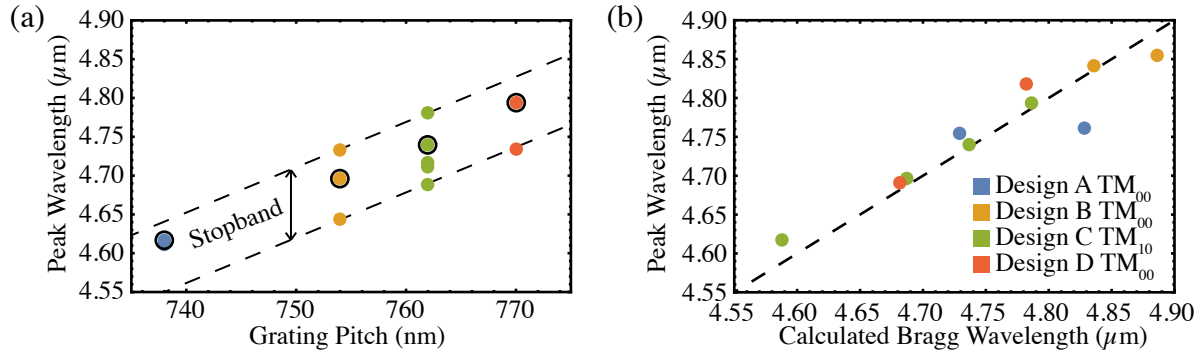 (a)
Peak Wavelength (µm)
4.90
4.85
4.80
4.75
4.70
4.65
4.60
4.55
Stopband
740
750
760
770
Grating Pitch (nm)
(b)
Peak Wavelength (µm)
4.90
4.85
4.80
4.75
4.70
4.65
4.60
4.55
Design A TM₀₀
Design B TM₀₀
Design C TM₁₀
Design D TM₀₀
4.55
4.60
4.65
4.70
4.75
4.80
4.85
4.90
Calculated Bragg Wavelength (µm)